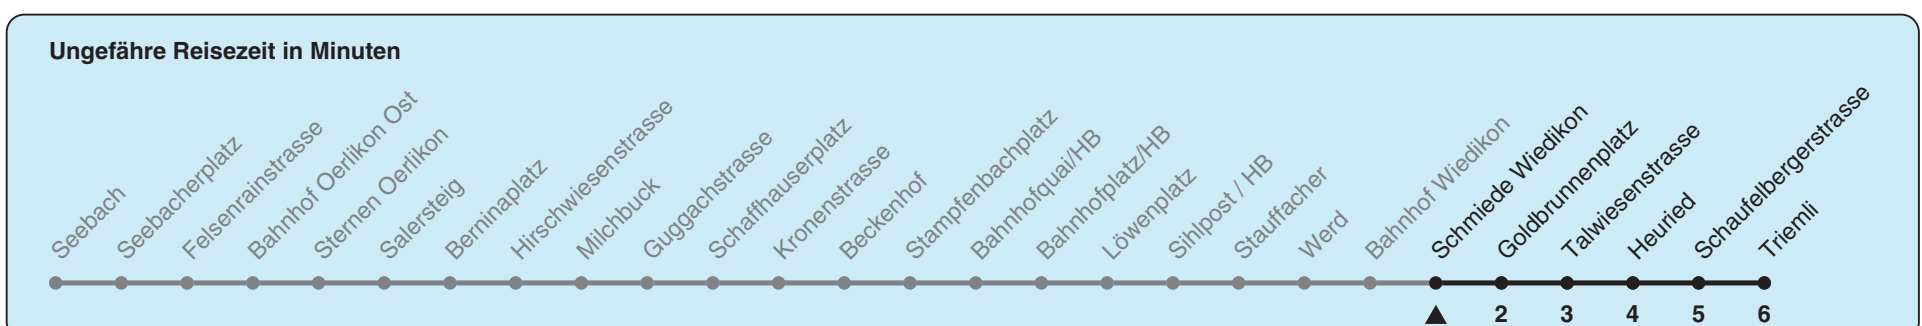 Ungefähre Reisezeit in Minuten
Seebach
Seebacherplatz
Felsenrainstrasse
Bahnhof Oerlikon Ost
Sternen Oerlikon
Salersteig
Berninaplatz
Hirschwiesenstrasse
Milchbuck
Guggachstrasse
Schaffhauserplatz
Kronenstrasse
Beckenhof
Stampfenbachplatz
Bahnhofquai/HB
Bahnhofplatz/HB
Löwenplatz
Sihlpost / HB
Stauffacher
Werd
Bahnhof Wiedikon
Schmiede Wiedikon
Goldbrunnenplatz
Talwiesenstrasse
Heuried
Schaufelbergerstrasse
Triemli
2 3 4 5 6